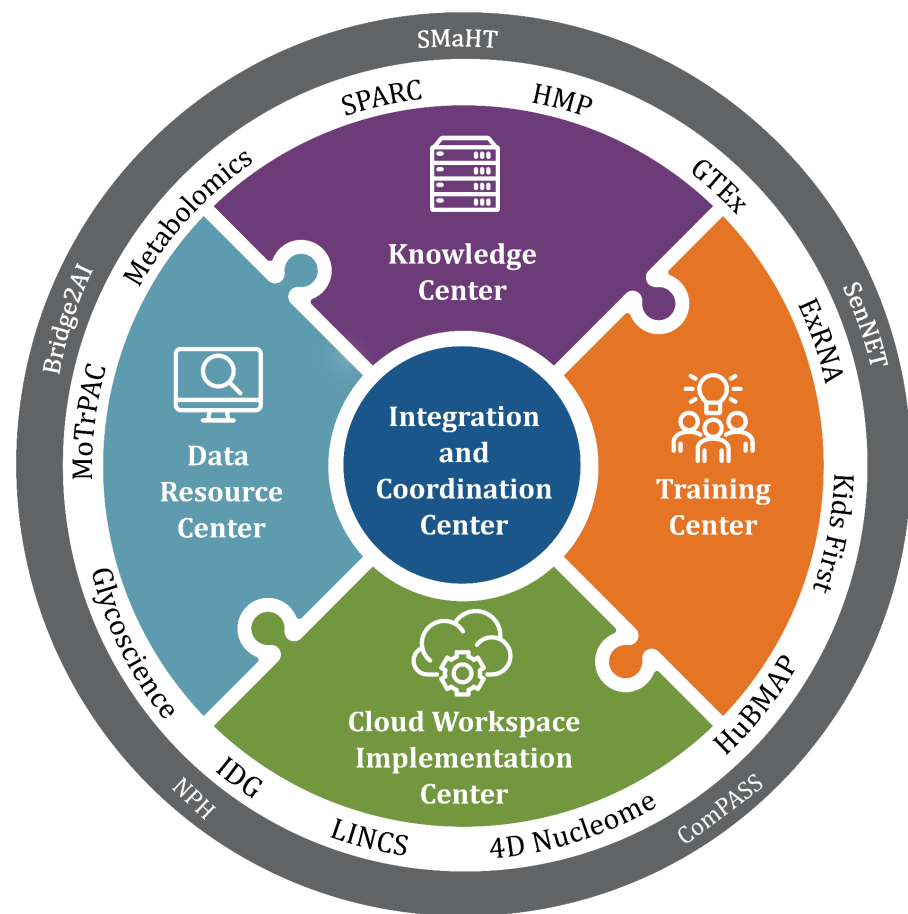 SMaHT
SPARC
HMP
Metabolomics
GTEx
Knowledge
Center
Bridge2AI
SenNET
ExRNA
MoTrPAC
Integration
and
Coordination
Center
Data
Resource
Center
Training
Center
Kids First
Glycoscience
HuBMAP
Cloud Workspace
Implementation
Center
IDG
NPH
LINCS
4D Nucleome
ComPASS